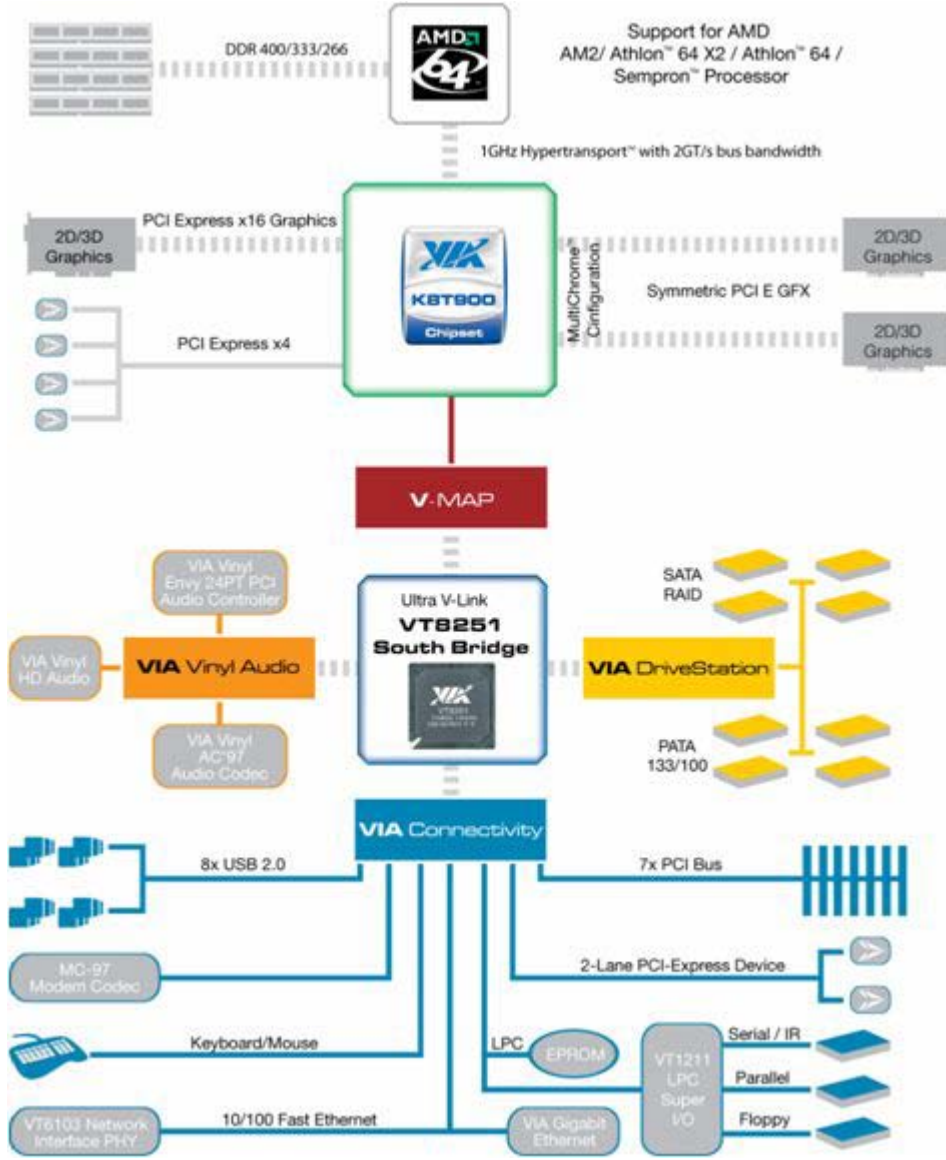 DDR 400/333/266
AMD
64
Support for AMD
AM2/ Athlon™ 64 X2 / Athlon™ 64 /
Sempron™ Processor
1GHz Hypertransport™ with 2GT/s bus bandwidth
2D/3D
Graphics
PCI Express x16 Graphics
VIA
K8T900
Chipset
MultiChrome™
Configuration
Symmetric PCI E GFX
2D/3D
Graphics
2D/3D
Graphics
PCI Express x4
V-MAP
VIA Vinyl
Envy 24PT PCI
Audio Controller
VIA Vinyl
HD Audio
VIA Vinyl Audio
VIA Vinyl
AC'97
Audio Codec
Ultra V-Link
VT8251
South Bridge
VIA
VT8251
VIA DriveStation
SATA
RAID
PATA
133/100
VIA Connectivity
8x USB 2.0
7x PCI Bus
MC-97
Modem Codec
2-Lane PCI-Express Device
Keyboard/Mouse
LPC
EPROM
VT1211
LPC
Super
I/O
Serial / IR
Parallel
Floppy
VT6103 Network
Interface PHY
10/100 Fast Ethernet
VIA Gigabit
Ethernet